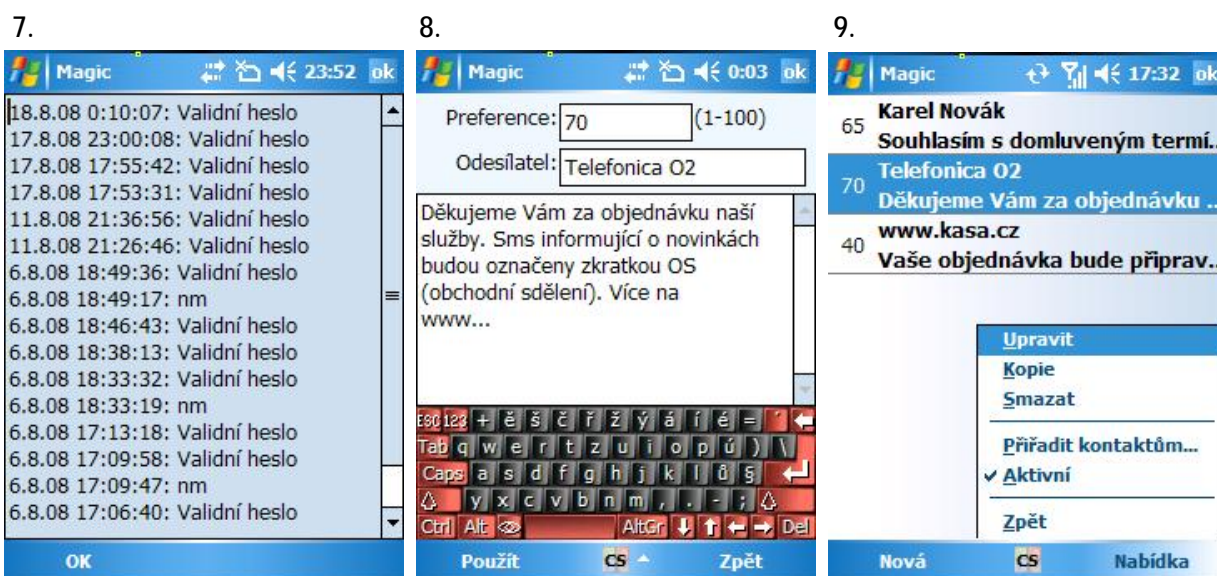 7.
Magic 23:52 ok
18.8.08 0:10:07: Validní heslo
17.8.08 23:00:08: Validní heslo
17.8.08 17:55:42: Validní heslo
17.8.08 17:53:31: Validní heslo
11.8.08 21:36:56: Validní heslo
11.8.08 21:26:46: Validní heslo
6.8.08 18:49:36: Validní heslo
6.8.08 18:49:17: nm
6.8.08 18:46:43: Validní heslo
6.8.08 18:38:13: Validní heslo
6.8.08 18:33:32: Validní heslo
6.8.08 18:33:19: nm
6.8.08 17:13:18: Validní heslo
6.8.08 17:09:58: Validní heslo
6.8.08 17:09:47: nm
6.8.08 17:06:40: Validní heslo
OK
8.
Magic 0:03 ok
Preference: 70 (1-100)
Odesílatel: Telefonica O2
Děkujeme Vám za objednávku naší
služby. Sms informující o novinkách
budou označeny zkratkou OS
(obchodní sdělení). Více na
www...
ESC 123 + ě š č ř ž ý á í é = ´
Tab q w e r t z u i o p ú ) \
Caps a s d f g h j k l ů §
y x c v b n m , . - ;
Ctrl Alt AltGr Del
Použít CS Zpět
9.
Magic 17:32 ok
Karel Novák
65
Souhlasím s domluveným termí..
Telefonica O2
70
Děkujeme Vám za objednávku ..
www.kasa.cz
40
Vaše objednávka bude připrav..
Upravit
Kopie
Smazat
Přiřadit kontaktům...
Aktivní
Zpět
Nová CS Nabídka